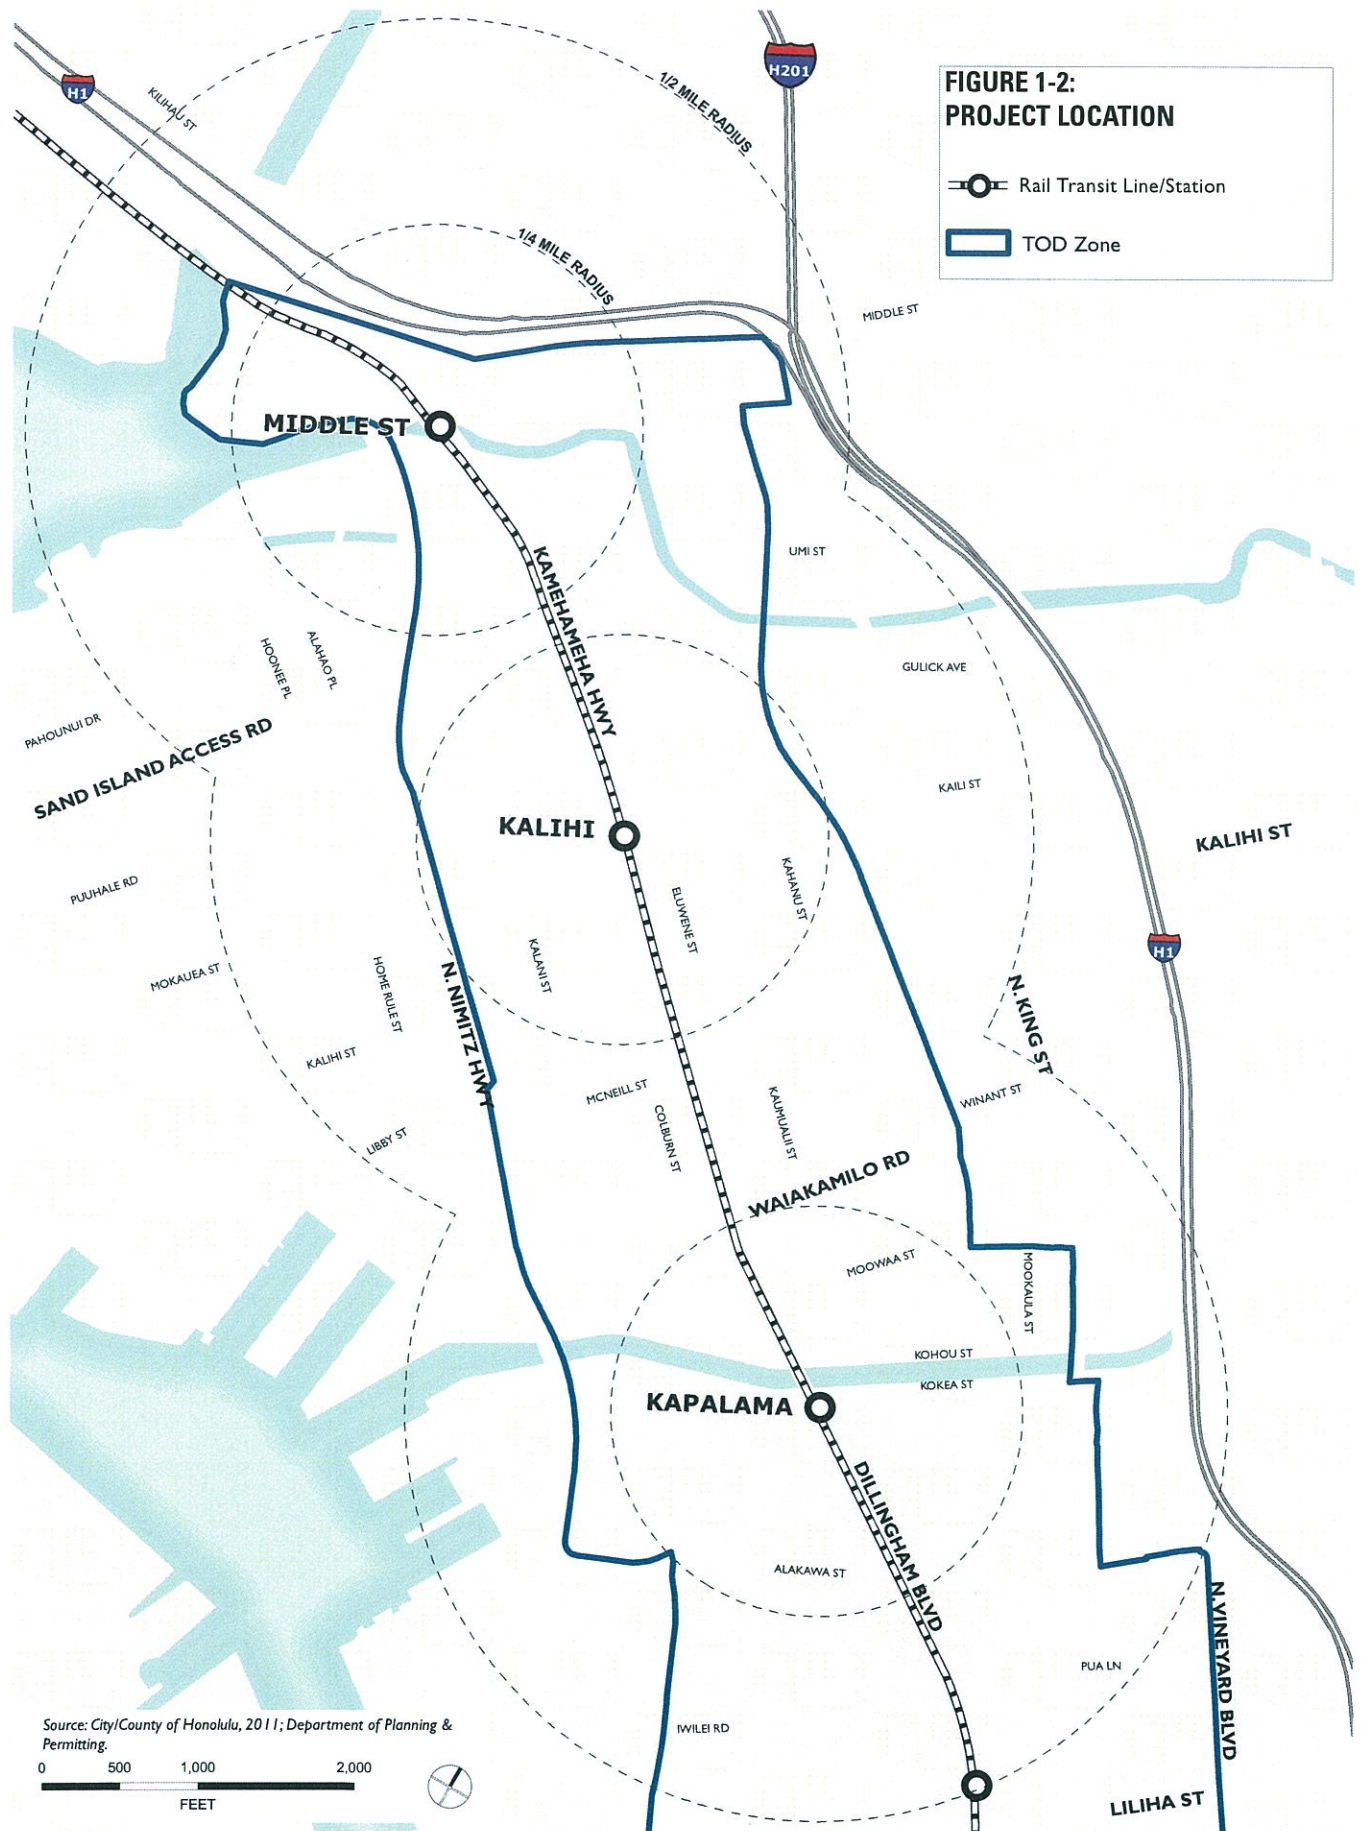 H201
FIGURE 1-2:
PROJECT LOCATION
Rail Transit Line/Station
TOD Zone
H1
KILIHAU ST
1/2 MILE RADIUS
1/4 MILE RADIUS
MIDDLE ST
MIDDLE ST
UMI ST
KAMEHAMEHA HWY
HOONEE PL
ALAHAO PL
GULICK AVE
PAHOUNUI DR
SAND ISLAND ACCESS RD
KAILI ST
KALIHI
KALIHI ST
PUUHALE RD
ELUWENE ST
KAHANU ST
H1
MOKAUEA ST
HOME RULE ST
N. NIMITZ HWY
KALANI ST
N. KING ST
KALIHI ST
MCNEILL ST
COLBURN ST
KAUMUALII ST
WINANT ST
LIBBY ST
WAIAKAMILO RD
MOOWAA ST
MOOKAULA ST
KOHOU ST
KOKEA ST
KAPALAMA
DILLINGHAM BLVD
ALAKAWA ST
N.VINEYARD BLVD
PUA LN
IWILEI RD
LILIHA ST
Source: City/County of Honolulu, 2011; Department of Planning &
Permitting.
0 500 1,000 2,000
FEET